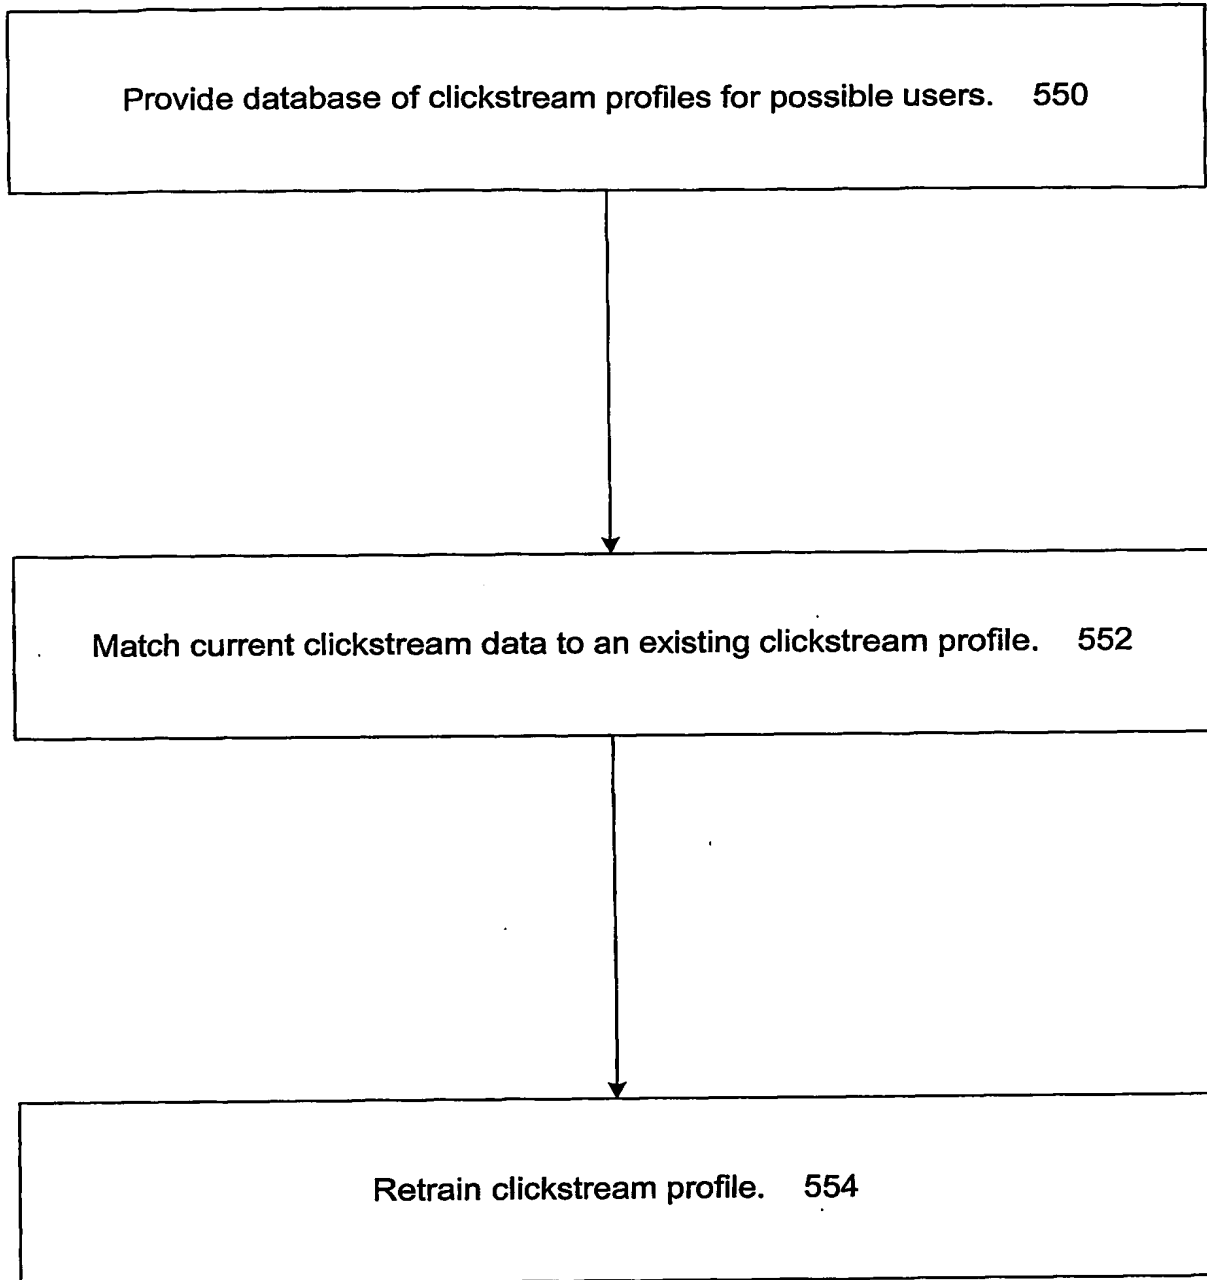 Provide database of clickstream profiles for possible users. 550
Match current clickstream data to an existing clickstream profile. 552
Retrain clickstream profile. 554